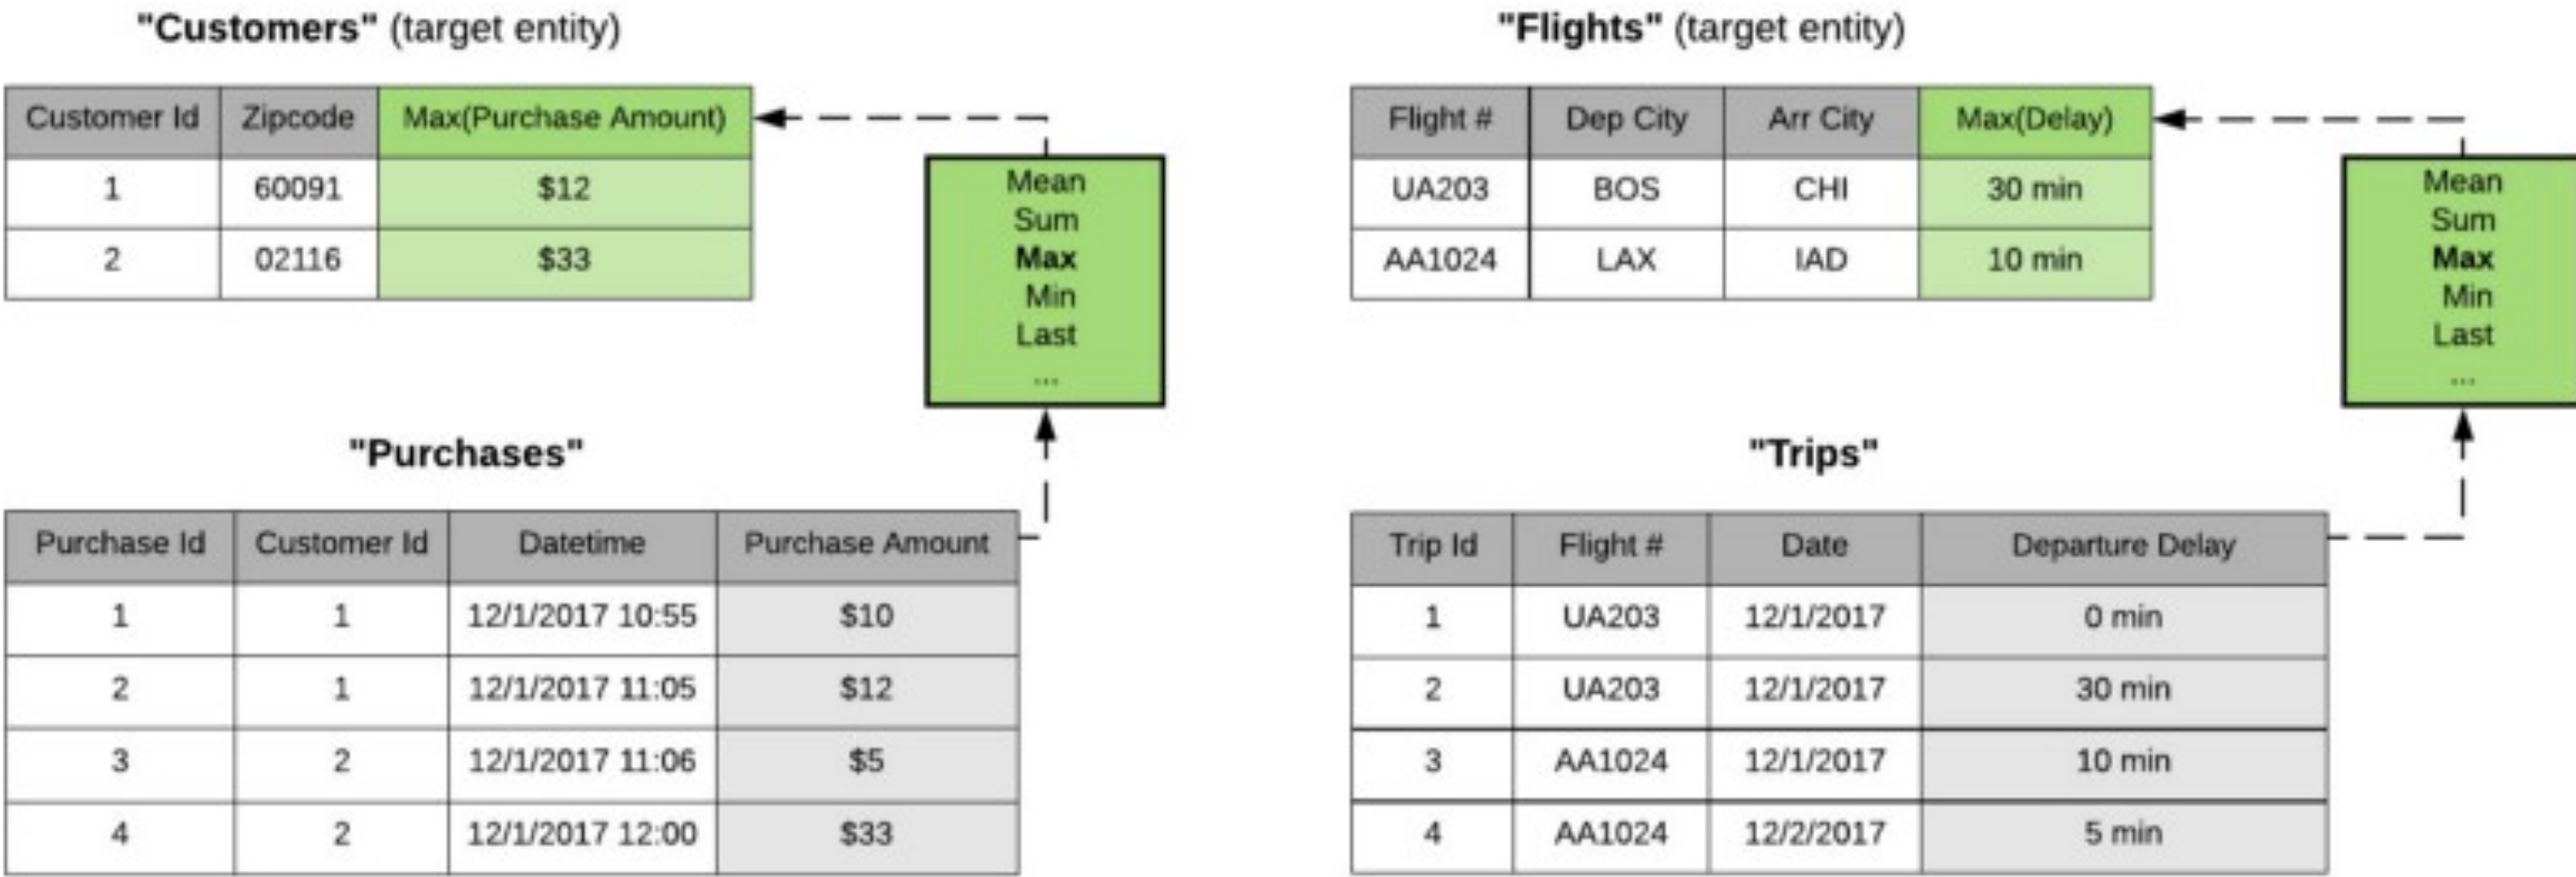 "Customers" (target entity)
Customer Id Zipcode Max(Purchase Amount)
1 60091 $12
2 02116 $33
Mean
Sum
Max
Min
Last
...
"Purchases"
Purchase Id Customer Id Datetime Purchase Amount
1 1 12/1/2017 10:55 $10
2 1 12/1/2017 11:05 $12
3 2 12/1/2017 11:06 $5
4 2 12/1/2017 12:00 $33
"Flights" (target entity)
Flight # Dep City Arr City Max(Delay)
UA203 BOS CHI 30 min
AA1024 LAX IAD 10 min
Mean
Sum
Max
Min
Last
...
"Trips"
Trip Id Flight # Date Departure Delay
1 UA203 12/1/2017 0 min
2 UA203 12/1/2017 30 min
3 AA1024 12/1/2017 10 min
4 AA1024 12/2/2017 5 min